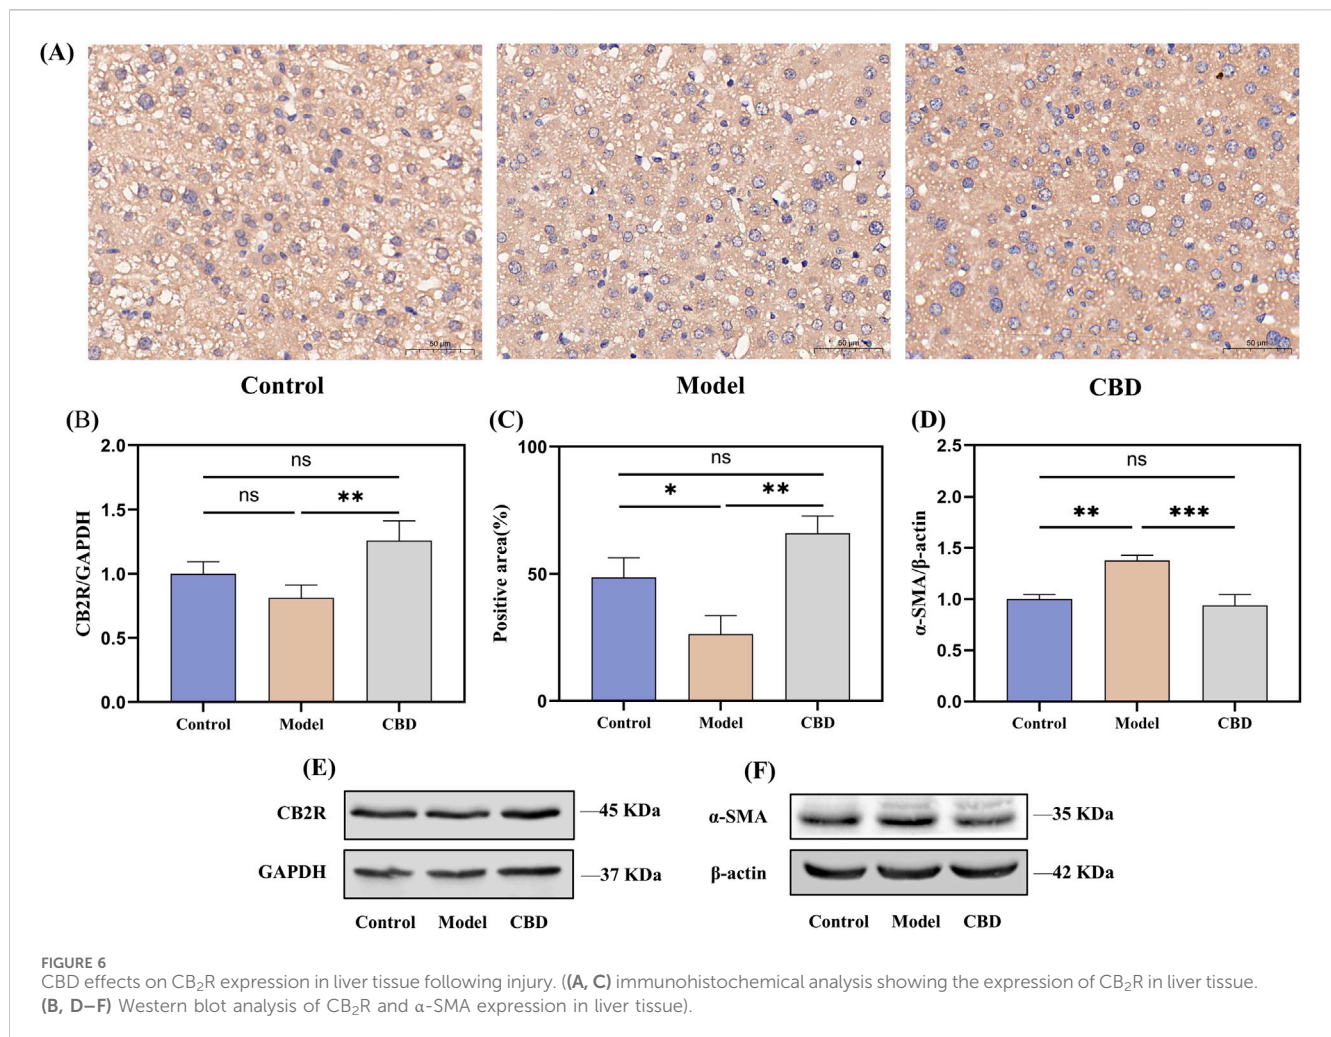 (A)
50 μm
50 μm
50 μm
Control
Model
CBD
(B)
CB2R/GAPDH
2.0
1.5
1.0
0.5
0.0
ns
ns
**
Control
Model
CBD
(C)
Positive area(%)
100
50
0
ns
*
**
Control
Model
CBD
(D)
α-SMA/β-actin
2.5
2.0
1.5
1.0
0.5
0.0
ns
**
***
Control
Model
CBD
(E)
CB2R
45 KDa
GAPDH
37 KDa
Control
Model
CBD
(F)
α-SMA
35 KDa
β-actin
42 KDa
Control
Model
CBD
FIGURE 6
CBD effects on CB₂R expression in liver tissue following injury. ((A, C) immunohistochemical analysis showing the expression of CB₂R in liver tissue.
(B, D–F) Western blot analysis of CB₂R and α-SMA expression in liver tissue).